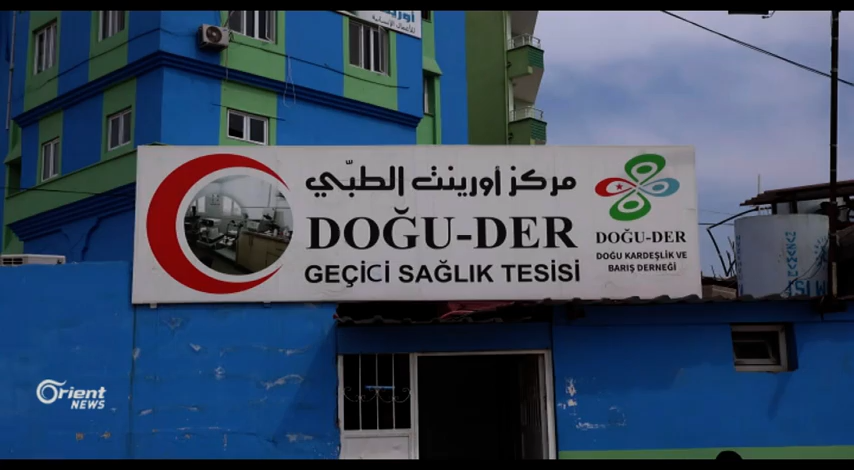 مركز أورينت الطبّي
DOĞU-DER
GEÇİCİ SAĞLIK TESİSİ
DOĞU-DER
DOĞU KARDEŞLİK VE
BARIŞ DERNEĞİ
Orient
NEWS